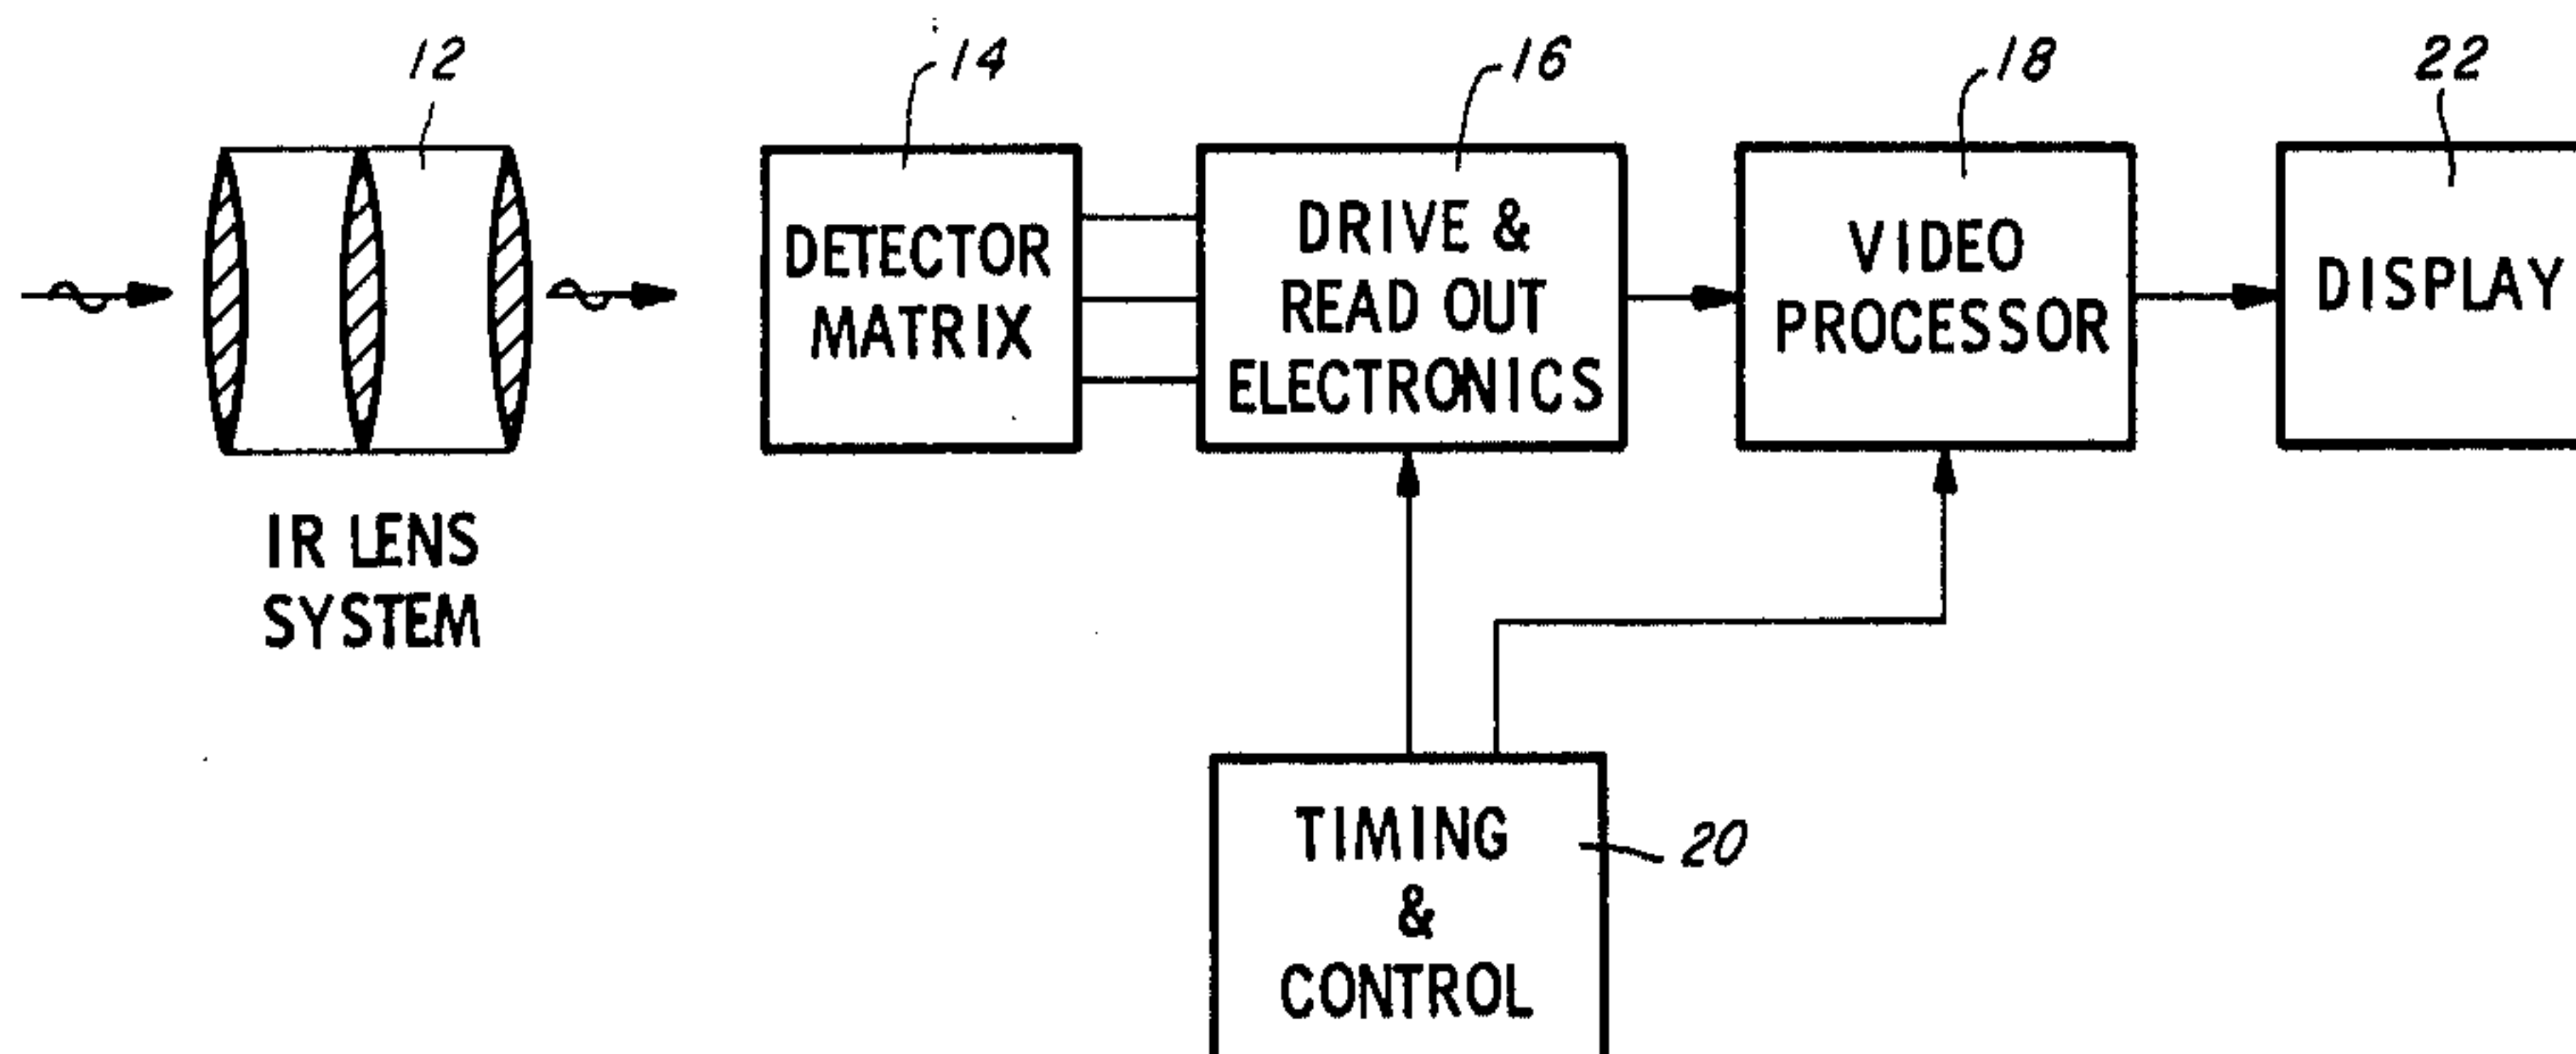 12
14
16
18
22
DETECTOR
MATRIX
DRIVE &
READ OUT
ELECTRONICS
VIDEO
PROCESSOR
DISPLAY
IR LENS
SYSTEM
TIMING
&
CONTROL
20